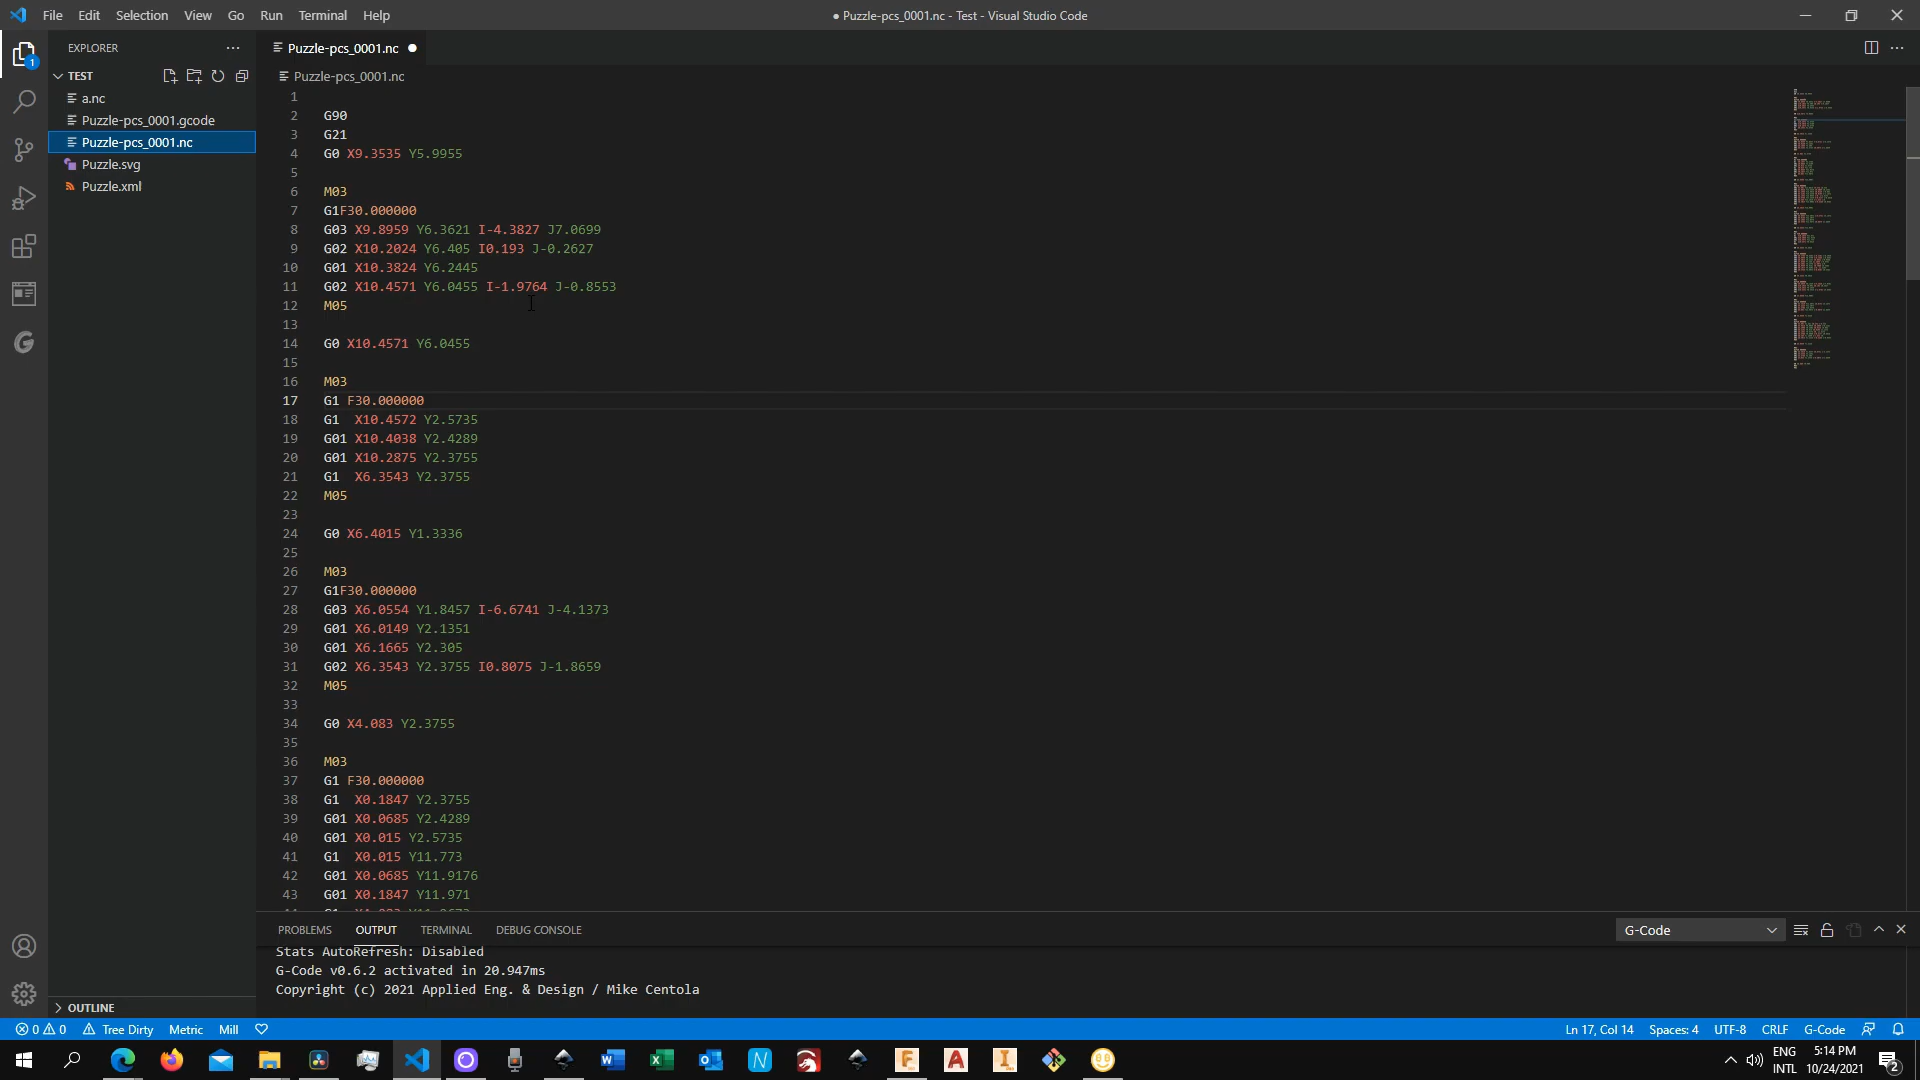 File Edit Selection View Go Run Terminal Help
● Puzzle-pcs_0001.nc - Test - Visual Studio Code
EXPLORER
TEST
a.nc
Puzzle-pcs_0001.gcode
Puzzle-pcs_0001.nc
Puzzle.svg
Puzzle.xml
OUTLINE
1
Puzzle-pcs_0001.nc ●
Puzzle-pcs_0001.nc
1
2 G90
3 G21
4 G0 X9.3535 Y5.9955
5
6 M03
7 G1F30.000000
8 G03 X9.8959 Y6.3621 I-4.3827 J7.0699
9 G02 X10.2024 Y6.405 I0.193 J-0.2627
10 G01 X10.3824 Y6.2445
11 G02 X10.4571 Y6.0455 I-1.9764 J-0.8553
12 M05
13
14 G0 X10.4571 Y6.0455
15
16 M03
17 G1 F30.000000
18 G1  X10.4572 Y2.5735
19 G01 X10.4038 Y2.4289
20 G01 X10.2875 Y2.3755
21 G1  X6.3543 Y2.3755
22 M05
23
24 G0 X6.4015 Y1.3336
25
26 M03
27 G1F30.000000
28 G03 X6.0554 Y1.8457 I-6.6741 J-4.1373
29 G01 X6.0149 Y2.1351
30 G01 X6.1665 Y2.305
31 G02 X6.3543 Y2.3755 I0.8075 J-1.8659
32 M05
33
34 G0 X4.083 Y2.3755
35
36 M03
37 G1 F30.000000
38 G1  X0.1847 Y2.3755
39 G01 X0.0685 Y2.4289
40 G01 X0.015 Y2.5735
41 G1  X0.015 Y11.773
42 G01 X0.0685 Y11.9176
43 G01 X0.1847 Y11.971
PROBLEMS OUTPUT TERMINAL DEBUG CONSOLE
G-Code
Stats AutoRefresh: Disabled
G-Code v0.6.2 activated in 20.947ms
Copyright (c) 2021 Applied Eng. & Design / Mike Centola
0 0 Tree Dirty Metric Mill
Ln 17, Col 14 Spaces: 4 UTF-8 CRLF G-Code
ENG
INTL
5:14 PM
10/24/2021
2